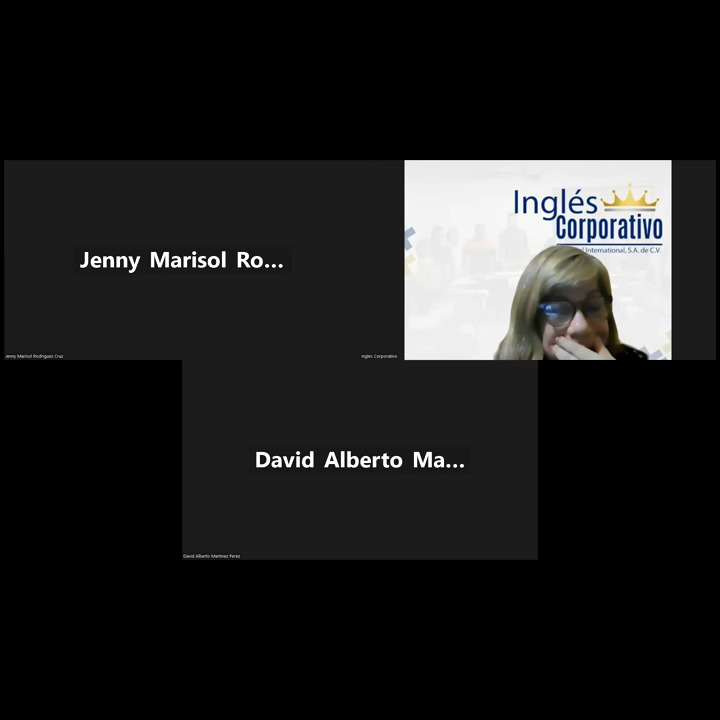 Jenny Marisol Ro...
Jenny Marisol Rodriguez Cruz
Inglés
Corporativo
International, S.A. de C.V.
Ingles Corporativo
David Alberto Ma...
David Alberto Martinez Perez